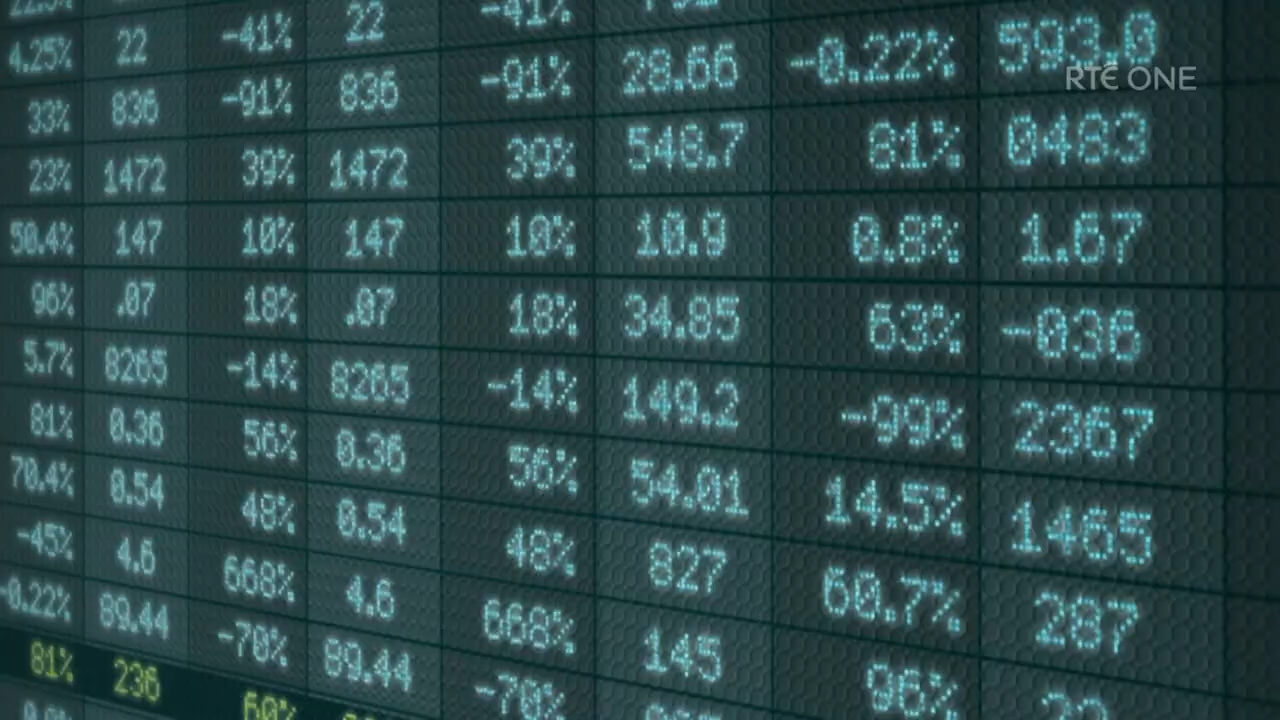 4.25% 22 -41% 22 -41% 28.66 -0.22% 593.0
RTÉ ONE
33% 836 -91% 836 -91% 548.7 81% 0483
23% 1472 39% 1472 39% 10.9 0.8% 1.67
50.4% 147 10% 147 10% 34.85 63% -036
96% .07 18% .07 18% 149.2 -99% 2367
5.7% 8265 -14% 8265 -14% 54.01 14.5% 1465
81% 0.36 56% 0.36 56% 827 60.7% 287
70.4% 0.54 48% 0.54 48% 145 96%
-45% 4.6 668% 4.6 668%
-0.22% 89.44 -70% 89.44 -70%
81% 236 60%